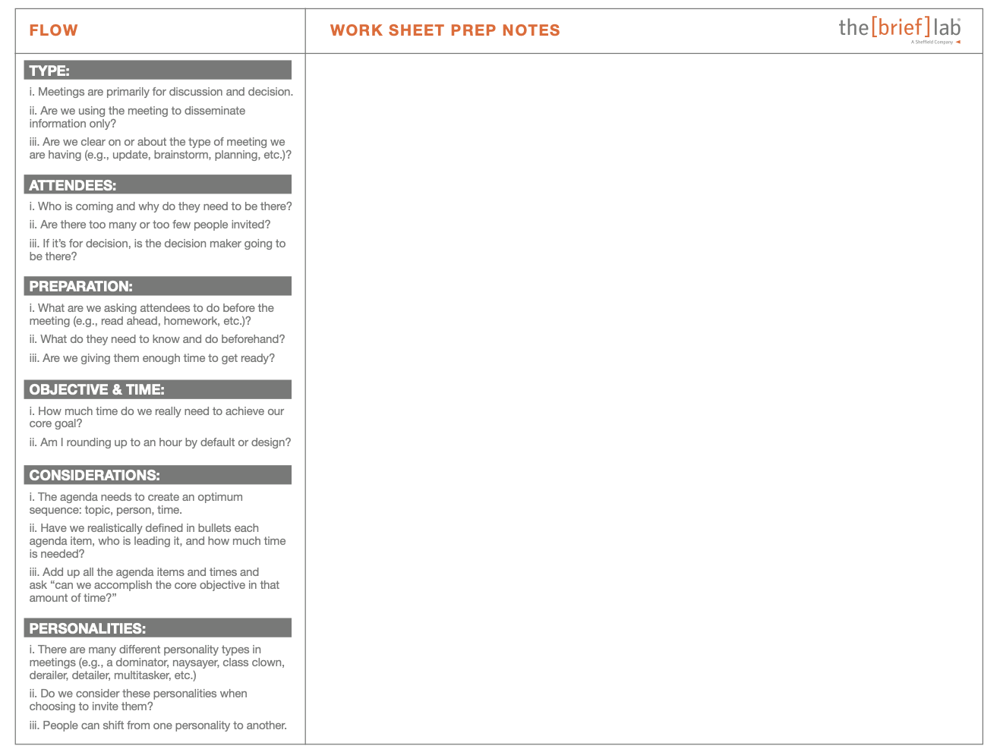 FLOW
WORK SHEET PREP NOTES
the[brief]lab®
A Sheffield Company
TYPE:
i. Meetings are primarily for discussion and decision.
ii. Are we using the meeting to disseminate
information only?
iii. Are we clear on or about the type of meeting we
are having (e.g., update, brainstorm, planning, etc.)?
ATTENDEES:
i. Who is coming and why do they need to be there?
ii. Are there too many or too few people invited?
iii. If it’s for decision, is the decision maker going to
be there?
PREPARATION:
i. What are we asking attendees to do before the
meeting (e.g., read ahead, homework, etc.)?
ii. What do they need to know and do beforehand?
iii. Are we giving them enough time to get ready?
OBJECTIVE & TIME:
i. How much time do we really need to achieve our
core goal?
ii. Am I rounding up to an hour by default or design?
CONSIDERATIONS:
i. The agenda needs to create an optimum
sequence: topic, person, time.
ii. Have we realistically defined in bullets each
agenda item, who is leading it, and how much time
is needed?
iii. Add up all the agenda items and times and
ask “can we accomplish the core objective in that
amount of time?”
PERSONALITIES:
i. There are many different personality types in
meetings (e.g., a dominator, naysayer, class clown,
derailer, detailer, multitasker, etc.)
ii. Do we consider these personalities when
choosing to invite them?
iii. People can shift from one personality to another.